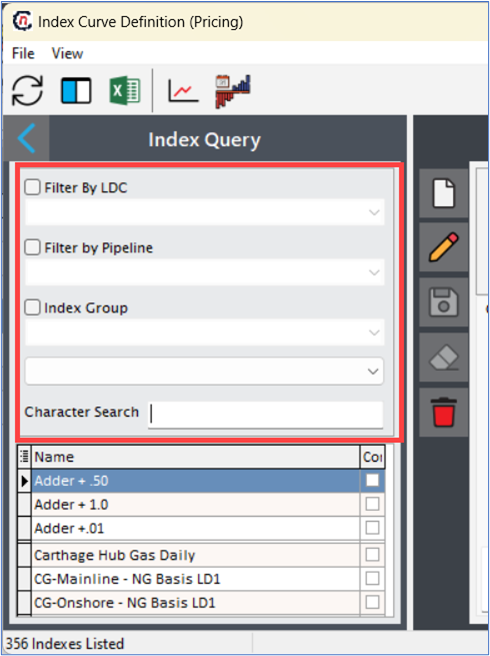 Index Curve Definition (Pricing)
File View
Index Query
Filter By LDC
Filter by Pipeline
Index Group
Character Search
Name
Adder + .50
Adder + 1.0
Adder +.01
Carthage Hub Gas Daily
CG-Mainline - NG Basis LD1
CG-Onshore - NG Basis LD1
356 Indexes Listed